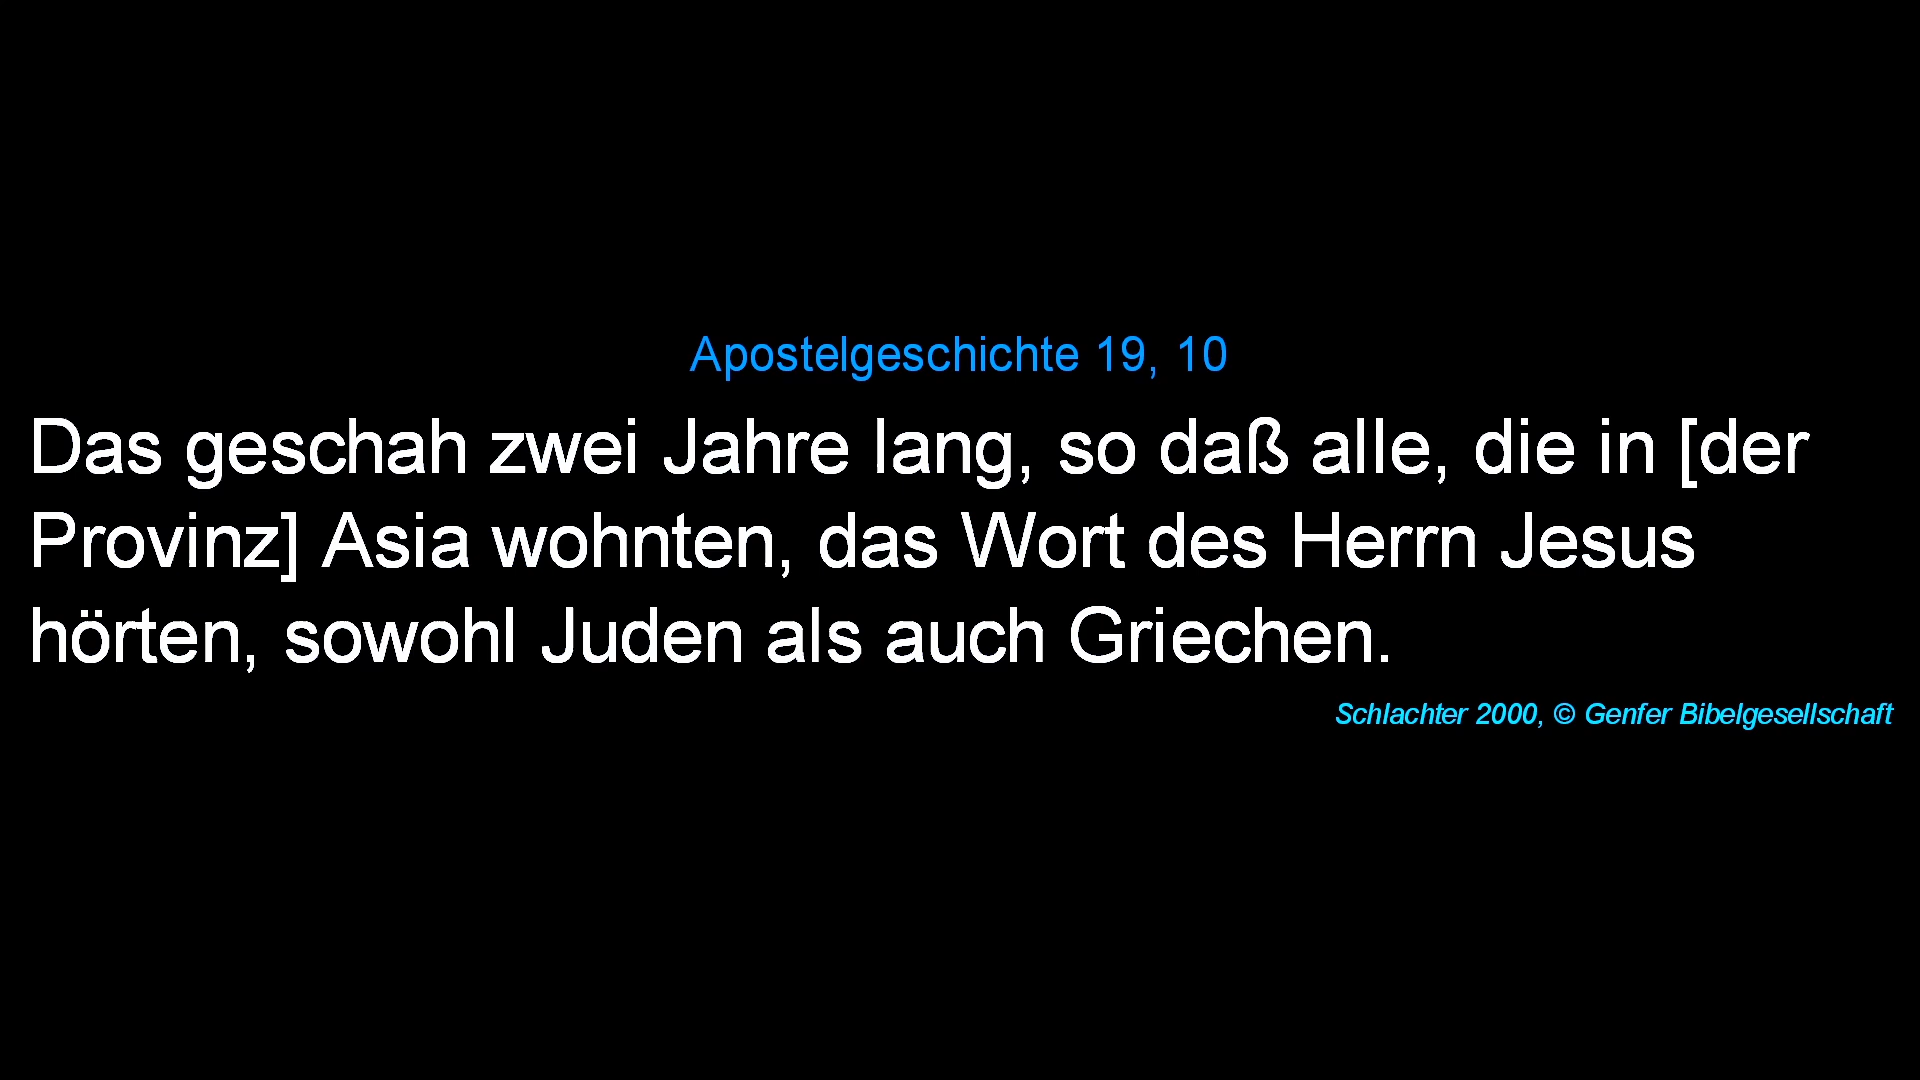 Apostelgeschichte 19, 10
Das geschah zwei Jahre lang, so daß alle, die in [der
Provinz] Asia wohnten, das Wort des Herrn Jesus
hörten, sowohl Juden als auch Griechen.
Schlachter 2000, © Genfer Bibelgesellschaft